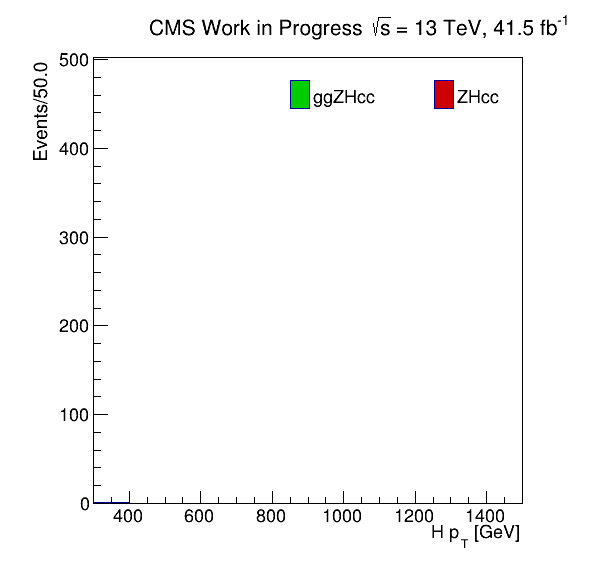 CMS Work in Progress √s = 13 TeV, 41.5 fb⁻¹
Events/50.0
500
400
300
200
100
0
ggZHcc
ZHcc
400 600 800 1000 1200 1400
H p_T [GeV]